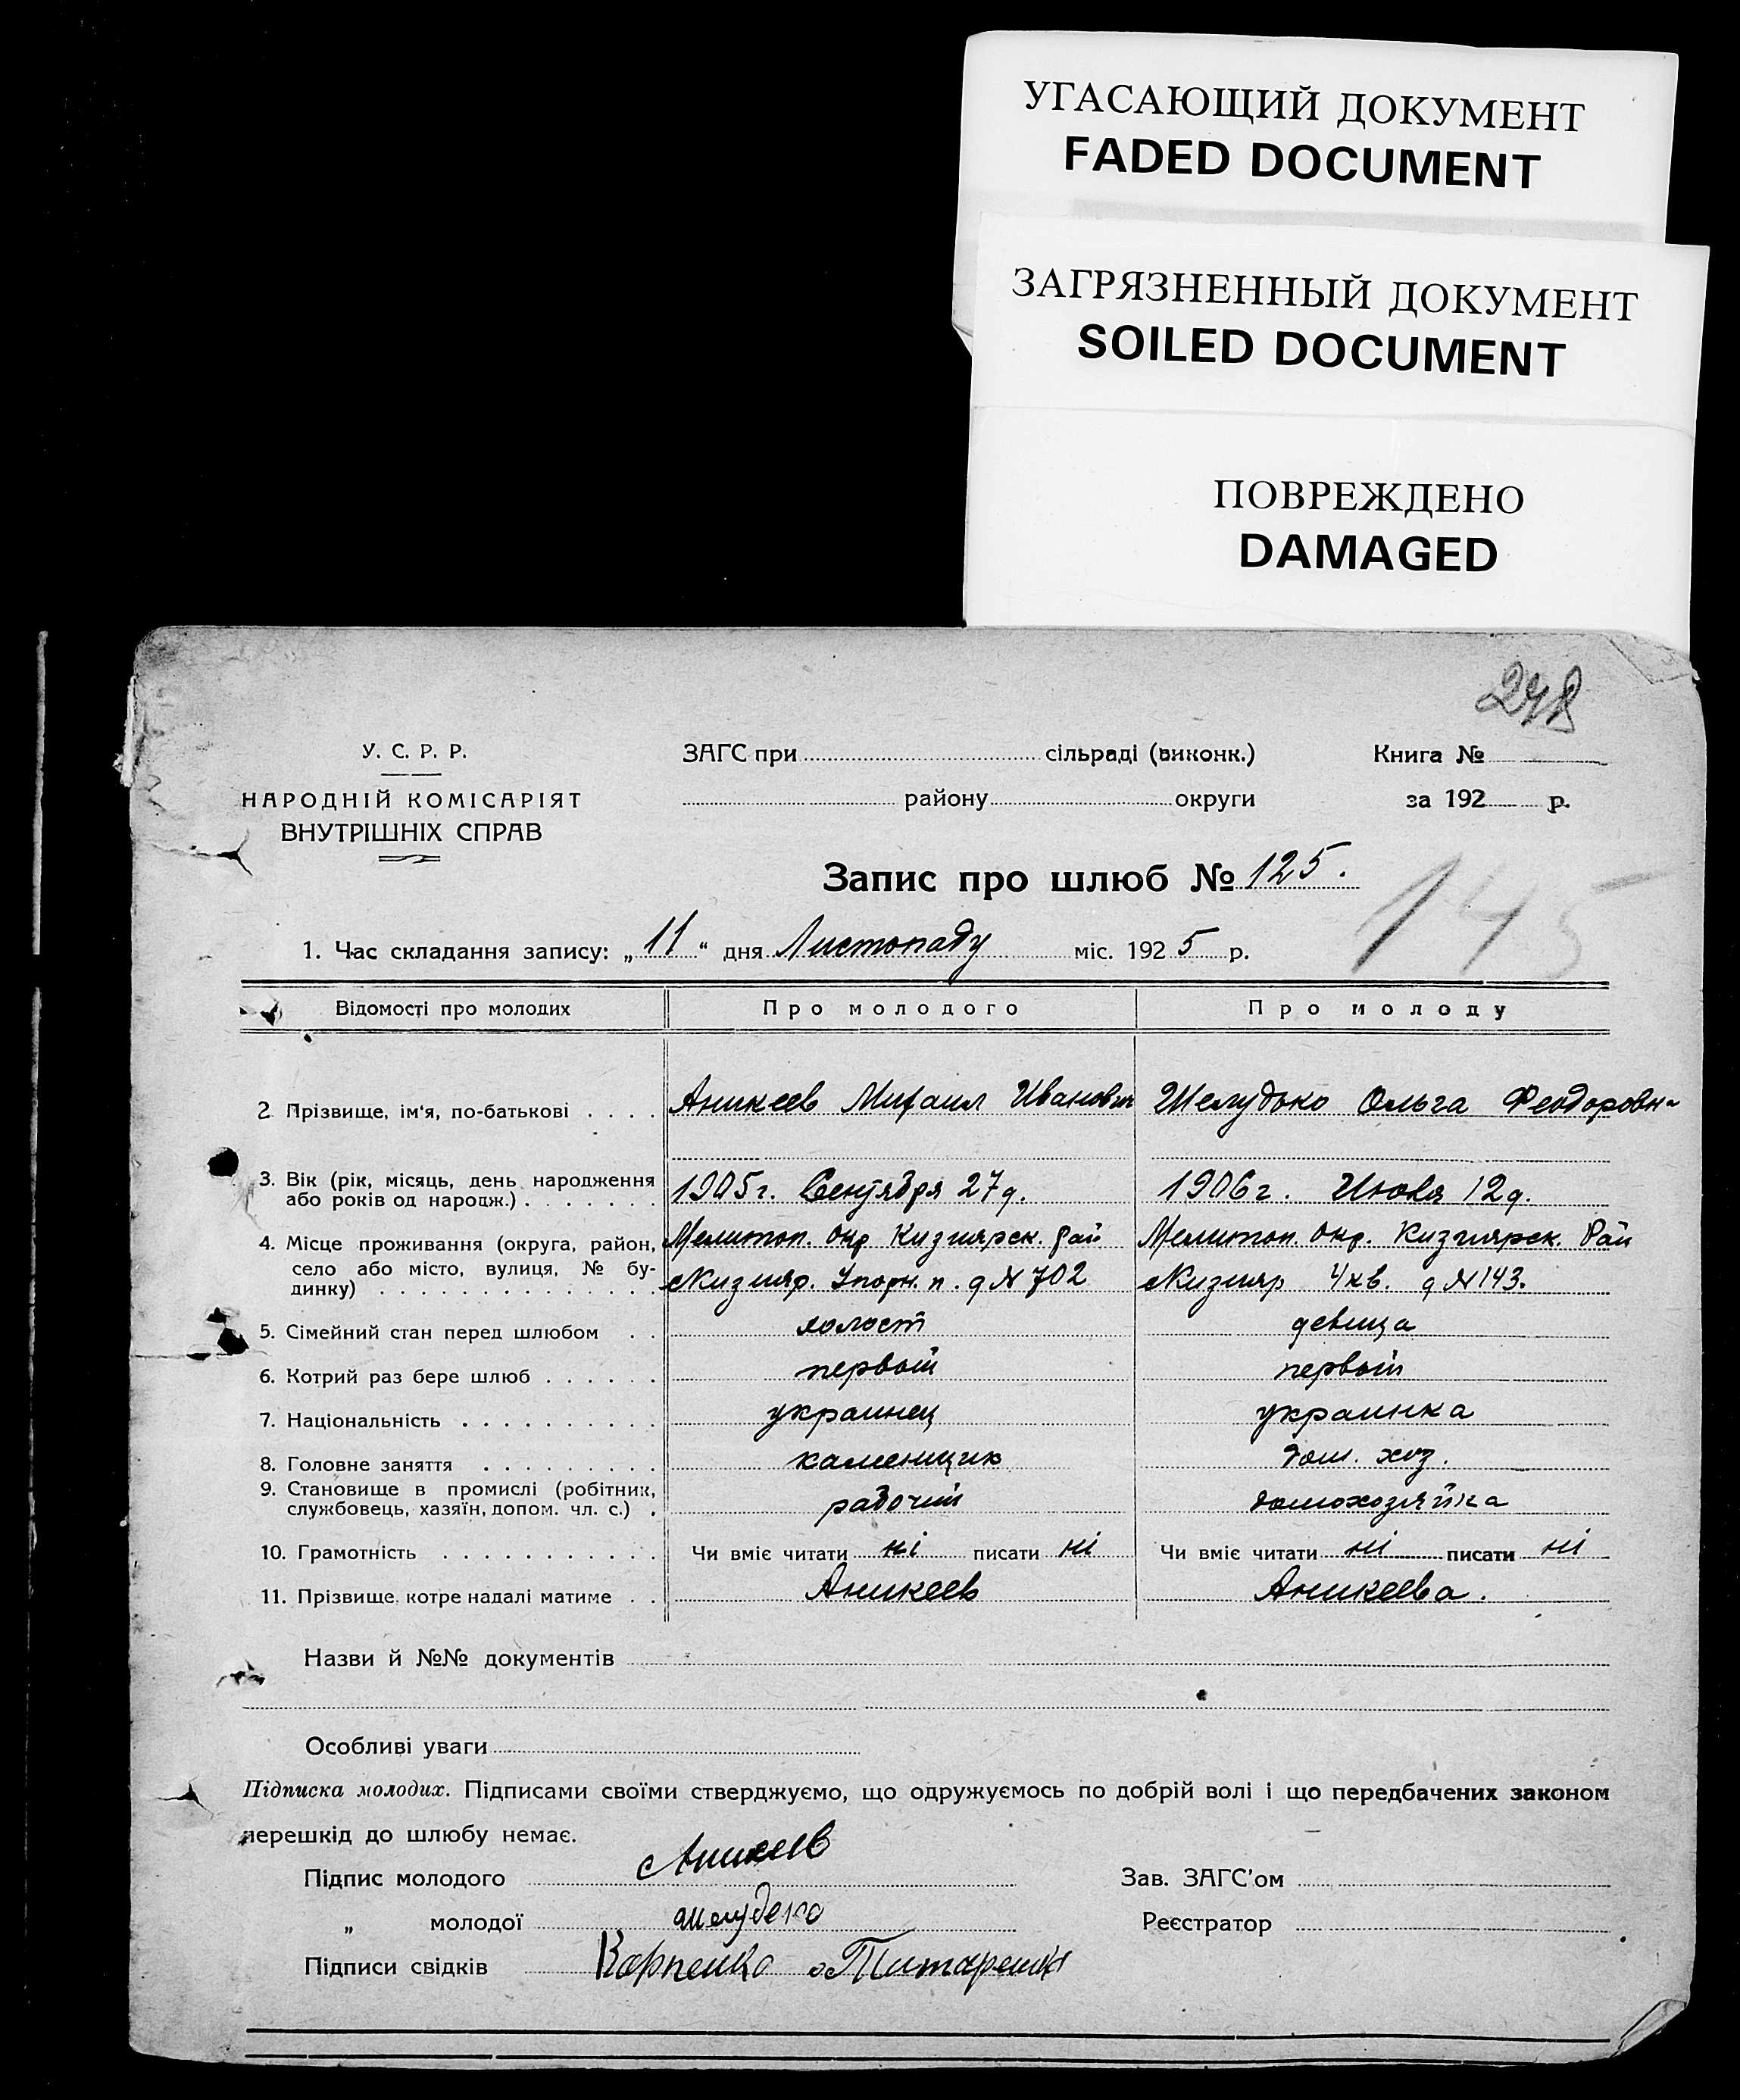 УГАСАЮЩИЙ ДОКУМЕНТ
FADED DOCUMENT
ЗАГРЯЗНЕННЫЙ ДОКУМЕНТ
SOILED DOCUMENT
ПОВРЕЖДЕНО
DAMAGED
278
У. С. Р. Р.
НАРОДНІЙ КОМІСАРІЯТ
ВНУТРІШНІХ СПРАВ
ЗАГС при сільраді (виконк.)
району округи
Книга №
за 192 р.
Запис про шлюб № 125.
145
1. Час складання запису: „11“ дня Листопаду міс. 1925 р.
Відомості про молодих Про молодого Про молоду
2 Прізвище, ім'я, по-батькові Аникеев Михаил Иванович Шелудько Ольга Феодоровн
3. Вік (рік, місяць, день народження
або років од народж.) 1905 г. Сентября 27 д. 1906 г. Июля 12 д.
4. Місце проживання (округа, район, Мелитоп. Окр Кизиярск. Рай Мелитоп. Окр. Кизиярск. Рай
село або місто, вулиця, № бу-
динку) Кизияр. п. д № 702 Кизияр 4 кв. д № 143.
5. Сімейний стан перед шлюбом холост девица
6. Котрий раз бере шлюб первый первый
7. Національність украинец украинка
8. Головне заняття каменщик дом. хоз.
9. Становище в промислі (робітник,
службовець, хазяїн, допом. чл. с.) рабочий домохозяйка
10. Грамотність Чи вміє читати ні писати ні Чи вміє читати ні писати ні
11. Прізвище, котре надалі матиме Аникеев Аникеева.
Назви й №№ документів
Особливі уваги
Підписка молодих. Підписами своїми стверджуємо, що одружуємось по добрій волі і що передбачених законом
перешкід до шлюбу немає.
Підпис молодого Аникеев Зав. ЗАГС'ом
„ молодої Шелудько Реєстратор
Підписи свідків Карпенко Титаренко